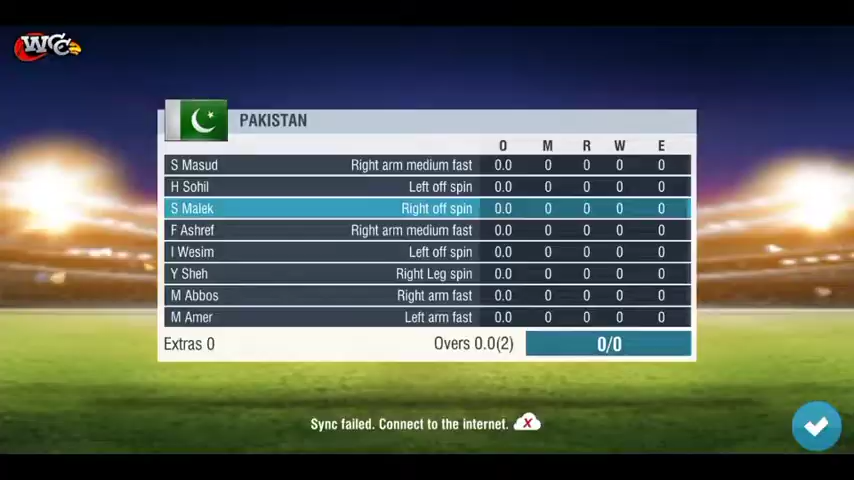 WCC
PAKISTAN
O M R W E
S Masud Right arm medium fast 0.0 0 0 0 0
H Sohil Left off spin 0.0 0 0 0 0
S Malek Right off spin 0.0 0 0 0 0
F Ashref Right arm medium fast 0.0 0 0 0 0
I Wesim Left off spin 0.0 0 0 0 0
Y Sheh Right Leg spin 0.0 0 0 0 0
M Abbos Right arm fast 0.0 0 0 0 0
M Amer Left arm fast 0.0 0 0 0 0
Extras 0 Overs 0.0(2) 0/0
Sync failed. Connect to the internet. X